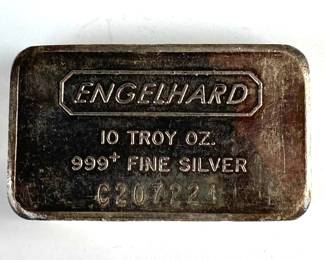 ENGELHARD
10 TROY OZ.
999+ FINE SILVER
C207224